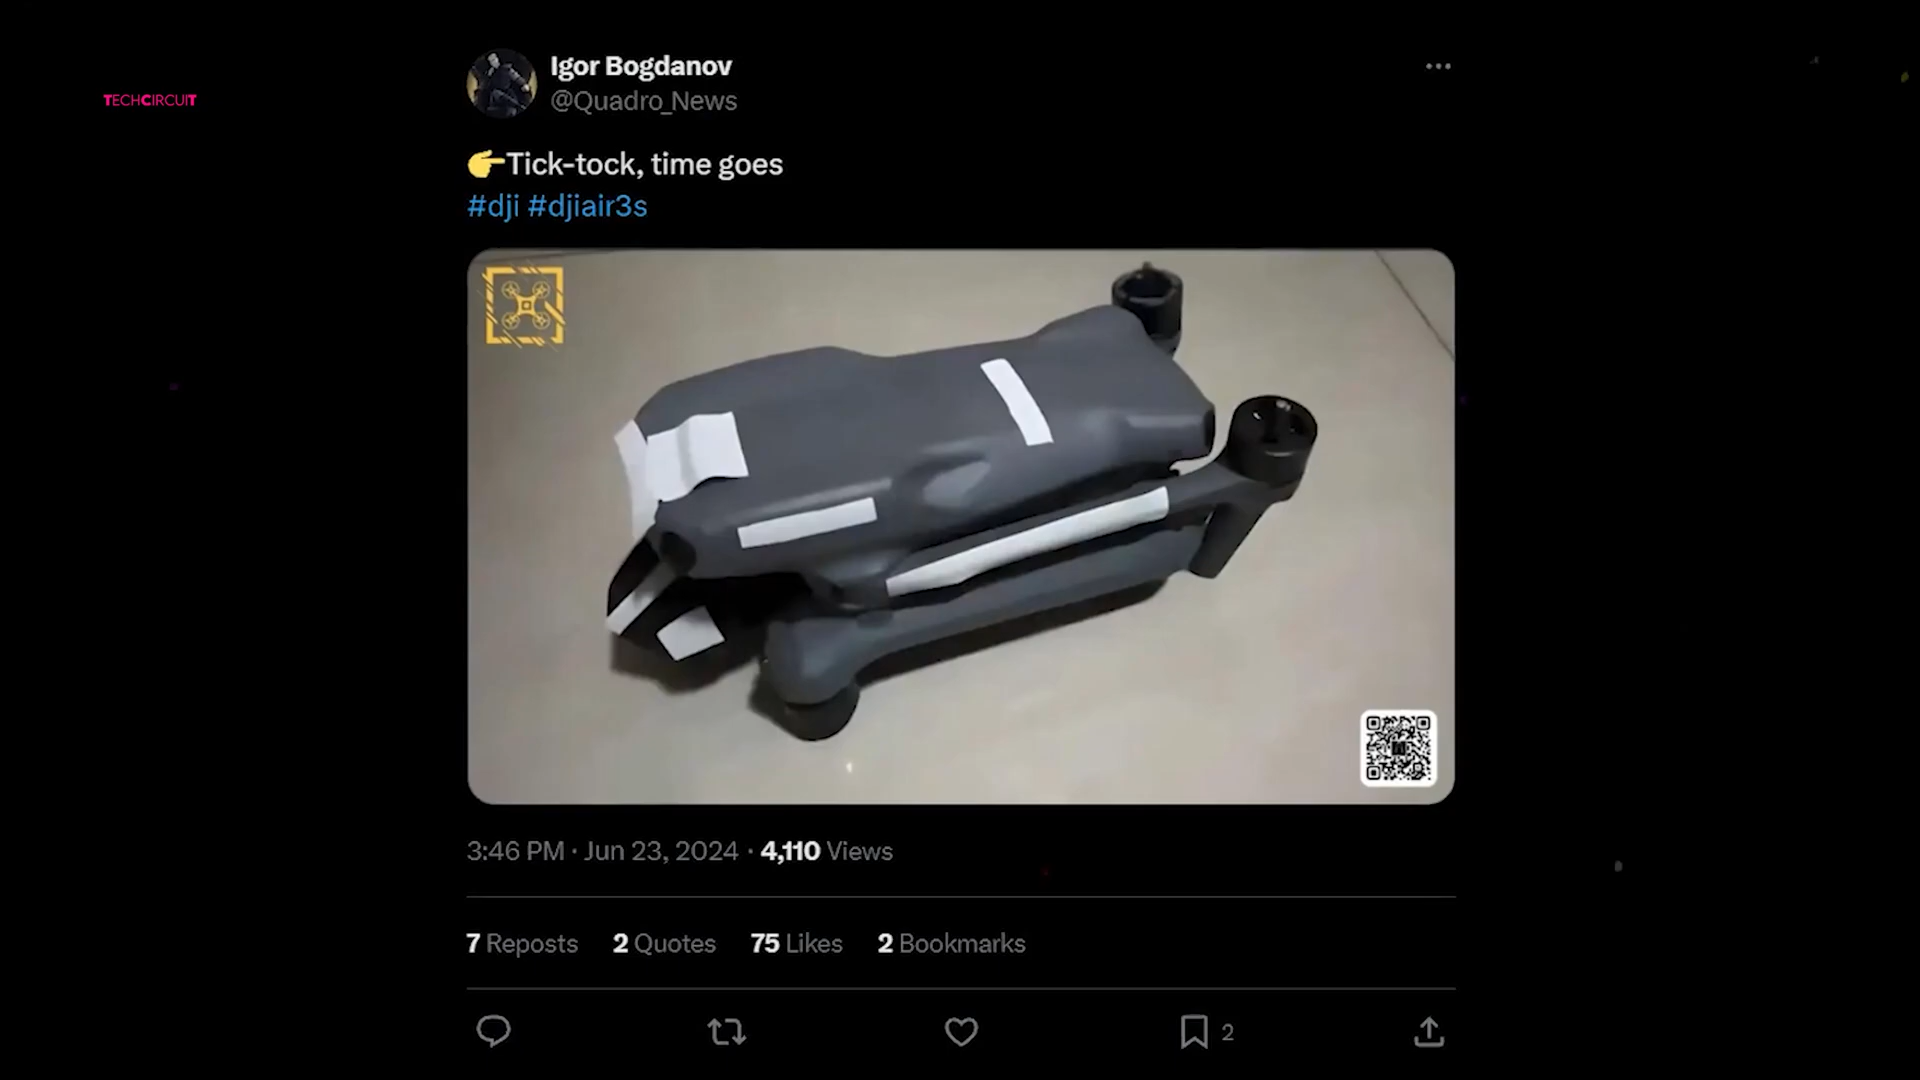 TECHCIRCUIT
Igor Bogdanov
@Quadro_News
👉Tick-tock, time goes
#dji #djiair3s
3:46 PM · Jun 23, 2024 · 4,110 Views
7 Reposts 2 Quotes 75 Likes 2 Bookmarks
2